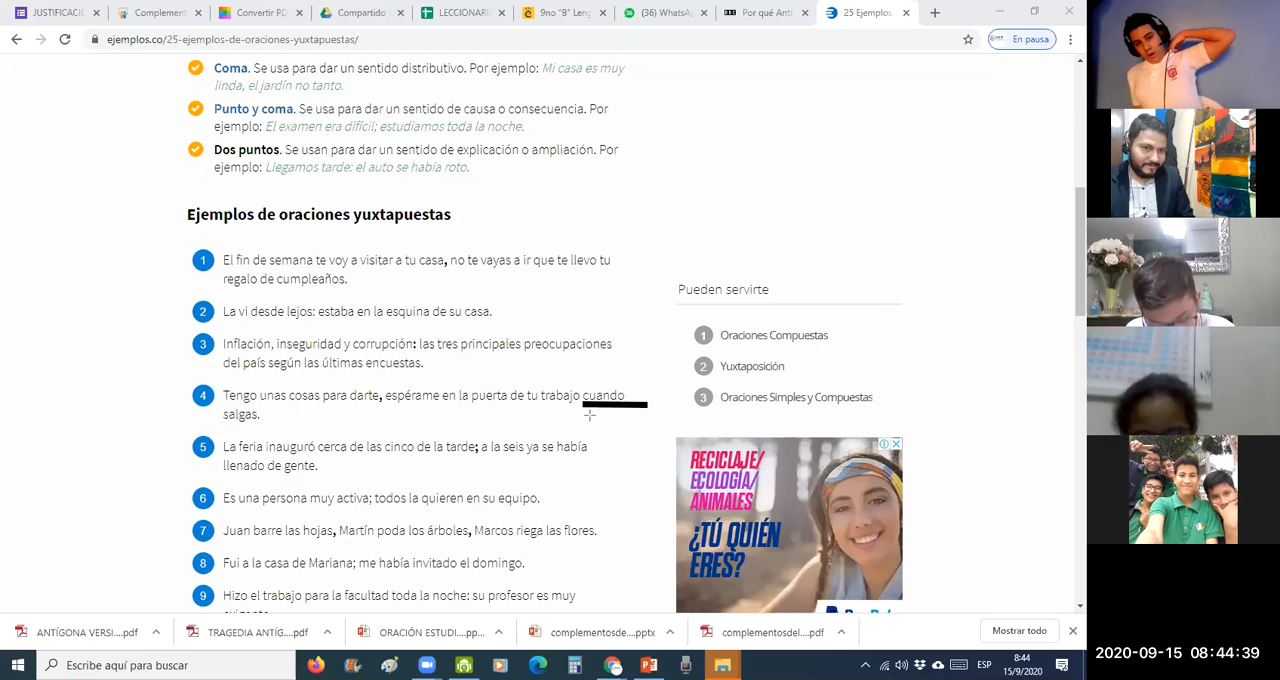 JUSTIFICACI
Complement
Convertir PD
Compartido
LECCIONARI
9no "B" Len
(36) WhatsA
Por qué Anti
25 Ejemplos
ejemplos.co/25-ejemplos-de-oraciones-yuxtapuestas/
En pausa
Coma. Se usa para dar un sentido distributivo. Por ejemplo: Mi casa es muy
linda, el jardín no tanto.
Punto y coma. Se usa para dar un sentido de causa o consecuencia. Por
ejemplo: El examen era difícil; estudiamos toda la noche.
Dos puntos. Se usan para dar un sentido de explicación o ampliación. Por
ejemplo: Llegamos tarde: el auto se había roto.
Ejemplos de oraciones yuxtapuestas
1 El fin de semana te voy a visitar a tu casa, no te vayas a ir que te llevo tu
regalo de cumpleaños.
2 La vi desde lejos: estaba en la esquina de su casa.
3 Inflación, inseguridad y corrupción: las tres principales preocupaciones
del país según las últimas encuestas.
4 Tengo unas cosas para darte, espérame en la puerta de tu trabajo cuando
salgas.
5 La feria inauguró cerca de las cinco de la tarde; a la seis ya se había
llenado de gente.
6 Es una persona muy activa; todos la quieren en su equipo.
7 Juan barre las hojas, Martín poda los árboles, Marcos riega las flores.
8 Fui a la casa de Mariana; me había invitado el domingo.
9 Hizo el trabajo para la facultad toda la noche: su profesor es muy
Pueden servirte
1 Oraciones Compuestas
2 Yuxtaposición
3 Oraciones Simples y Compuestas
RECICLAJE/
ECOLOGÍA/
ANIMALES
¿TÚ QUIÉN
ERES?
ANTÍGONA VERSI....pdf
TRAGEDIA ANTÍG....pdf
ORACIÓN ESTUDI....pp...
complementosde....pptx
complementosdel....pdf
Mostrar todo
Escribe aquí para buscar
ESP
8:44
15/9/2020
2020-09-15 08:44:39